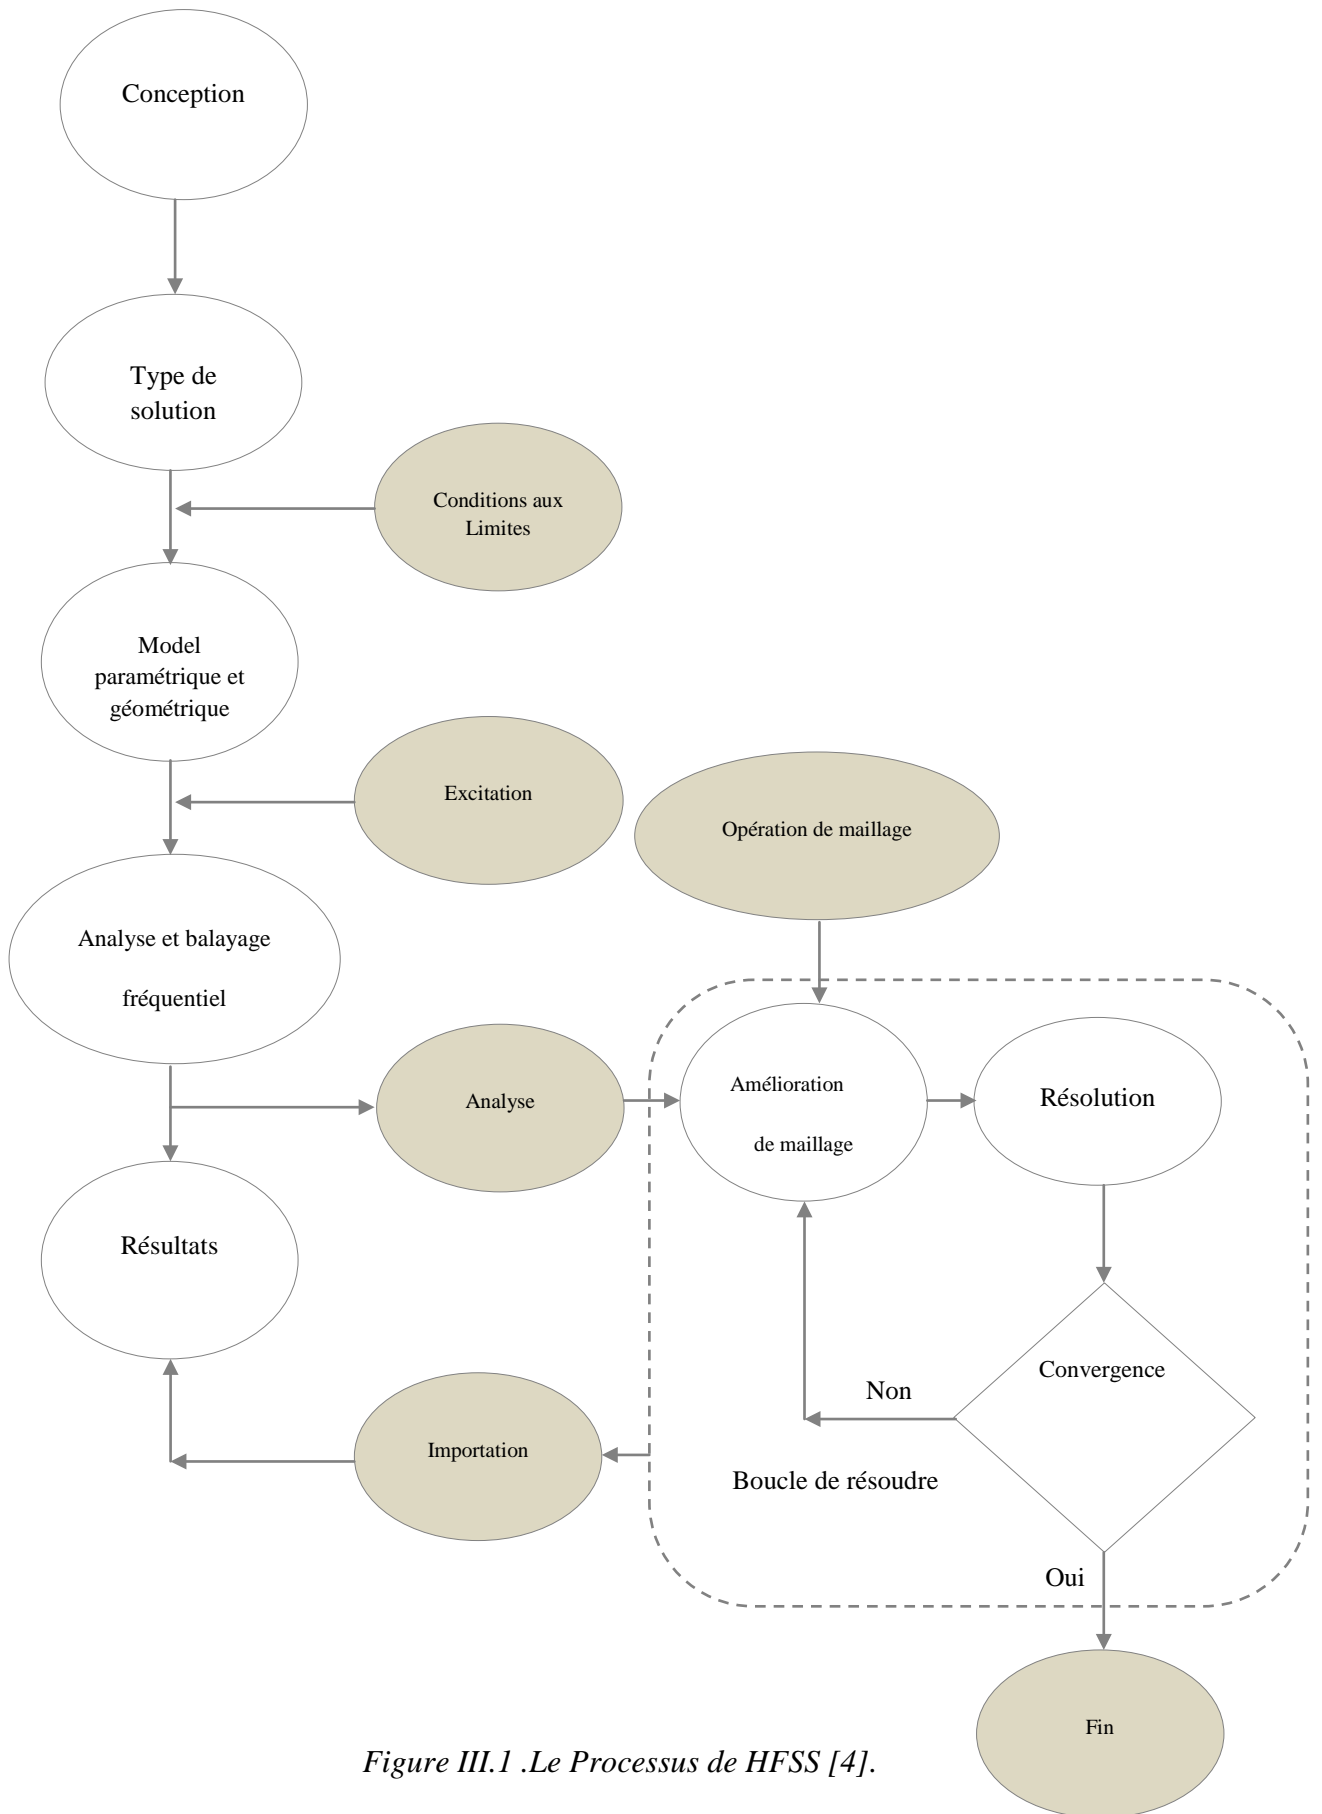 Conception
Type de
solution
Conditions aux
Limites
Model
paramétrique et
géométrique
Excitation
Opération de maillage
Analyse et balayage
fréquentiel
Analyse
Amélioration
de maillage
Résolution
Résultats
Convergence
Non
Importation
Boucle de résoudre
Oui
Fin
Figure III.1 .Le Processus de HFSS [4].